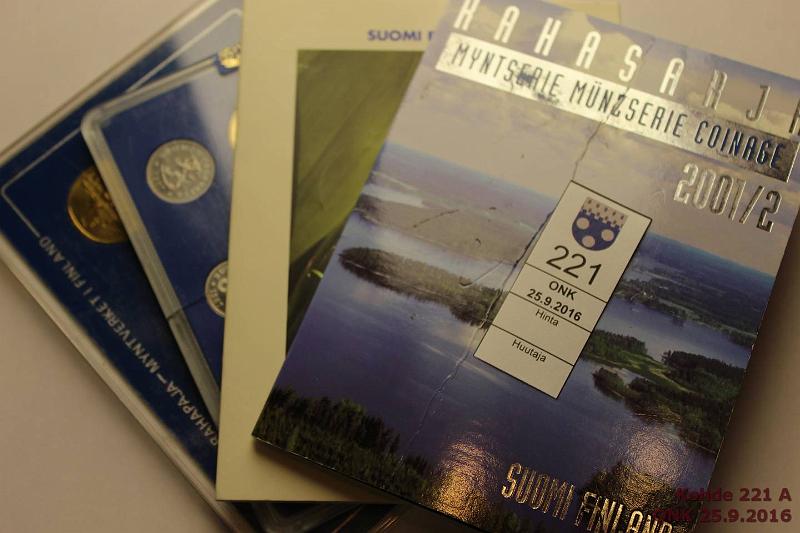 RAHASARJA
MYNTSERIE MÜNZSERIE COINAGE
2001/2
221
ONK
25.9.2016
Hinta
Huutaja
SUOMI FINLAND
SUOMI
RAHAPAJA — MYNTVERKET I FINLAND
Kohde 221 A
ONK 25.9.2016